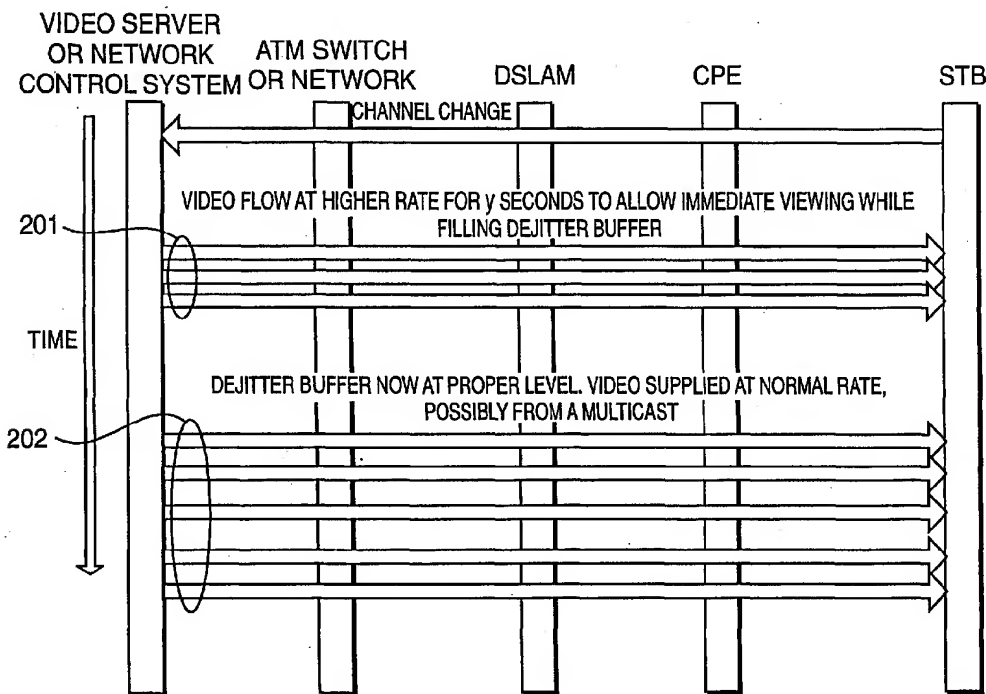 VIDEO SERVER
OR NETWORK
CONTROL SYSTEM
ATM SWITCH
OR NETWORK
DSLAM
CPE
STB
CHANNEL CHANGE
VIDEO FLOW AT HIGHER RATE FOR y SECONDS TO ALLOW IMMEDIATE VIEWING WHILE
FILLING DEJITTER BUFFER
201
TIME
DEJITTER BUFFER NOW AT PROPER LEVEL. VIDEO SUPPLIED AT NORMAL RATE,
POSSIBLY FROM A MULTICAST
202